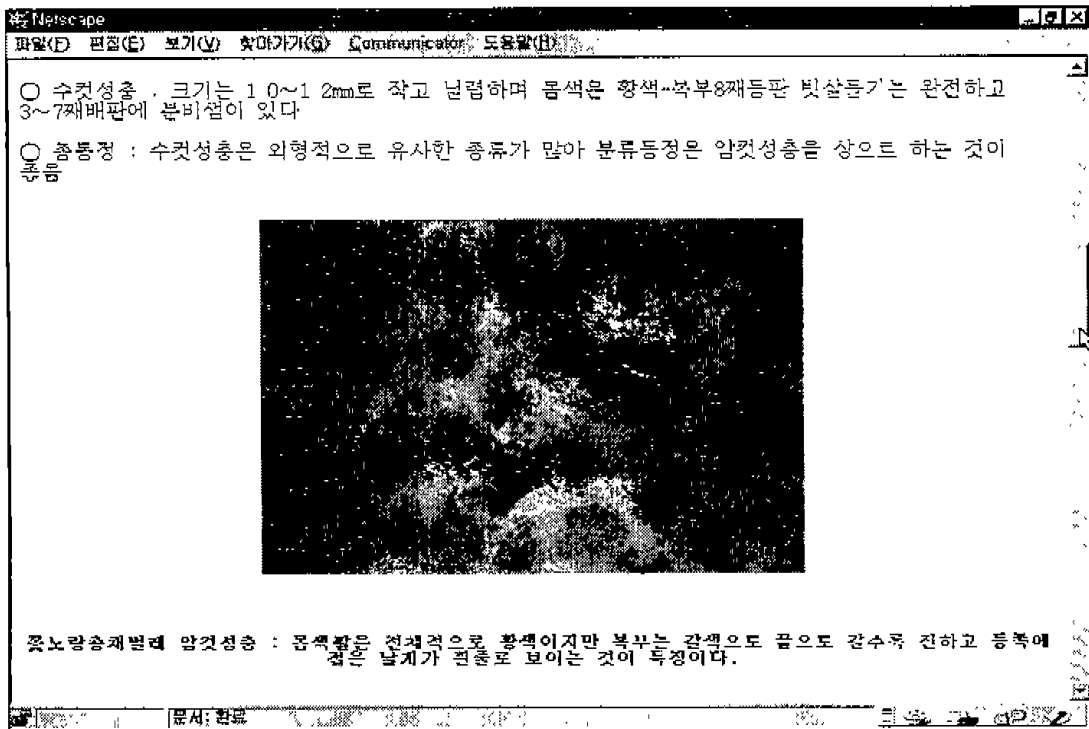 Netscape
파일(F) 편집(E) 보기(V) 찾아가기(G) Communicator 도움말(H)
○ 수컷성충 . 크기는 1 0~1 2mm로 작고 날렵하며 몸색은 황색 복부8째등판 빗살돌기는 완전하고
3~7째배판에 분비샘이 있다
○ 종동정 : 수컷성충은 외형적으로 유사한 종류가 많아 분류동정은 암컷성충을 상으로 하는 것이
좋음
꽃노랑총채벌레 암컷성충 : 몸색깔은 전체적으로 황색이지만 복부는 갈색으로 끝으로 갈수록 진하고 등쪽에
접은 날개가 한줄로 보이는 것이 특징이다.
문서: 완료